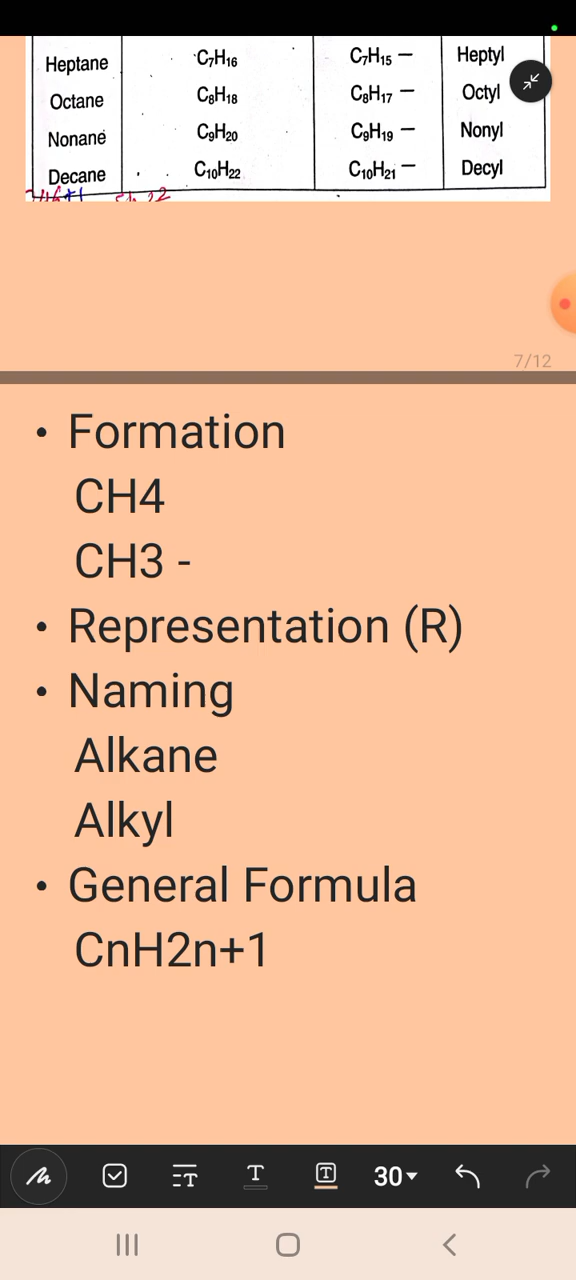 Heptane C₇H₁₆ C₇H₁₅ — Heptyl
Octane C₈H₁₈ C₈H₁₇ — Octyl
Nonane C₉H₂₀ C₉H₁₉ — Nonyl
Decane C₁₀H₂₂ C₁₀H₂₁ — Decyl
7/12
• Formation
CH4
CH3 -
• Representation (R)
• Naming
Alkane
Alkyl
• General Formula
CnH2n+1
30